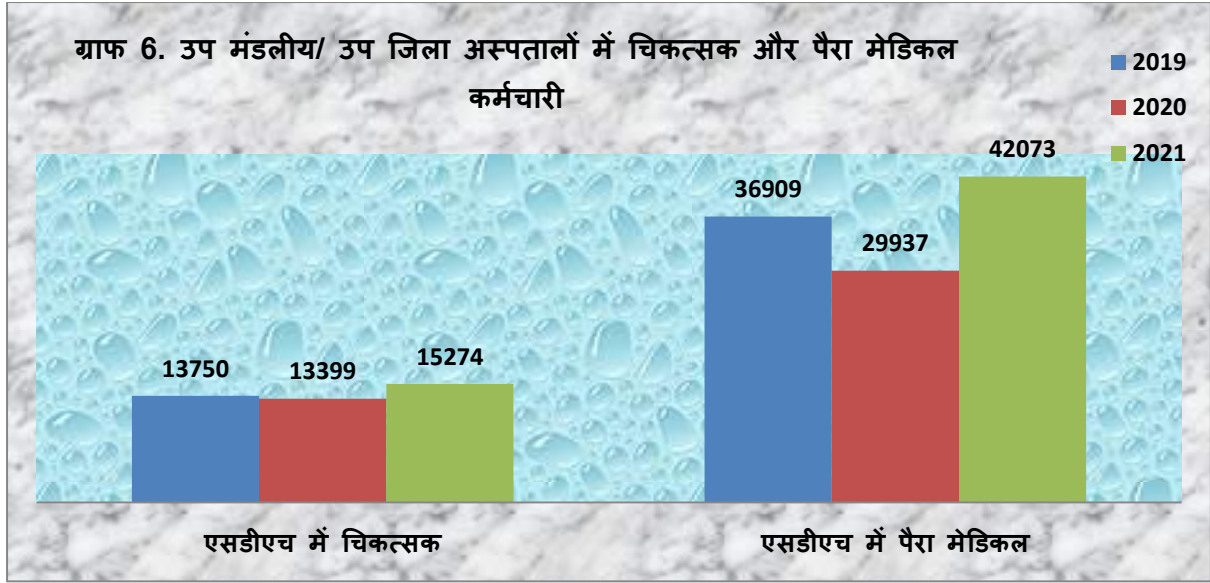 ग्राफ 6. उप मंडलीय/ उप जिला अस्पतालों में चिकत्सक और पैरा मेडिकल
कर्मचारी
2019
2020
2021
13750
13399
15274
36909
29937
42073
एसडीएच में चिकत्सक
एसडीएच में पैरा मेडिकल